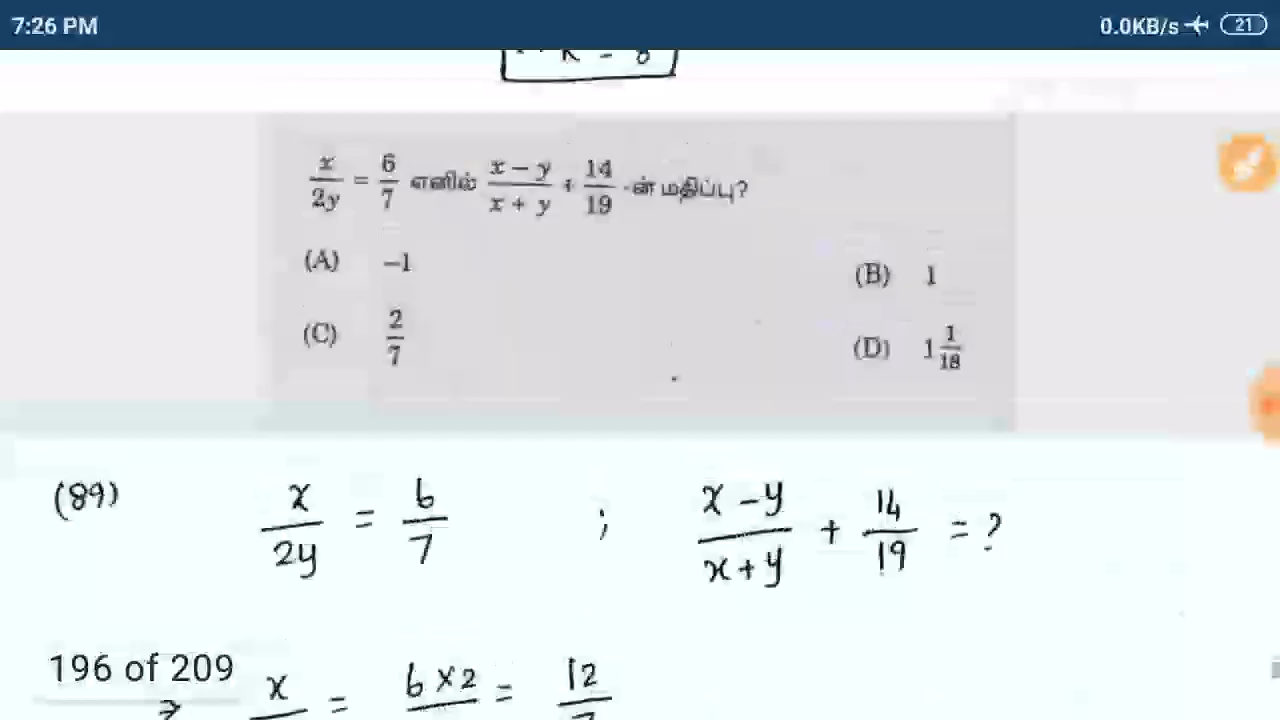 7:26 PM 0.0KB/s 21
x/2y = 6/7 எனில் x − y/x + y + 14/19 -ன் மதிப்பு?
(A) −1 (B) 1
(C) 2/7 (D) 1 1/18
(89) x/2y = 6/7 ; x − y/x + y + 14/19 = ?
196 of 209 x = 6 × 2 = 12